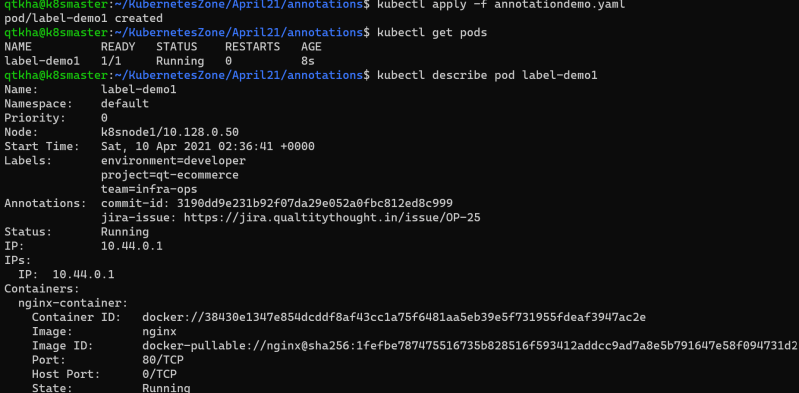 qtkha@k8smaster:~/KubernetesZone/April21/annotations$ kubectl apply -f annotationdemo.yaml
pod/label-demo1 created
qtkha@k8smaster:~/KubernetesZone/April21/annotations$ kubectl get pods
NAME          READY   STATUS    RESTARTS   AGE
label-demo1   1/1     Running   0          8s
qtkha@k8smaster:~/KubernetesZone/April21/annotations$ kubectl describe pod label-demo1
Name:         label-demo1
Namespace:    default
Priority:     0
Node:         k8snode1/10.128.0.50
Start Time:   Sat, 10 Apr 2021 02:36:41 +0000
Labels:       environment=developer
              project=qt-ecommerce
              team=infra-ops
Annotations:  commit-id: 3190dd9e231b92f07da29e052a0fbc812ed8c999
              jira-issue: https://jira.qualtitythought.in/issue/OP-25
Status:       Running
IP:           10.44.0.1
IPs:
  IP:  10.44.0.1
Containers:
  nginx-container:
    Container ID:   docker://38430e1347e854dcddf8af43cc1a75f6481aa5eb39e5f731955fdeaf3947ac2e
    Image:          nginx
    Image ID:       docker-pullable://nginx@sha256:1fefbe787475516735b828516f593412addcc9ad7a8e5b791647e58f094731d2
    Port:           80/TCP
    Host Port:      0/TCP
    State:          Running